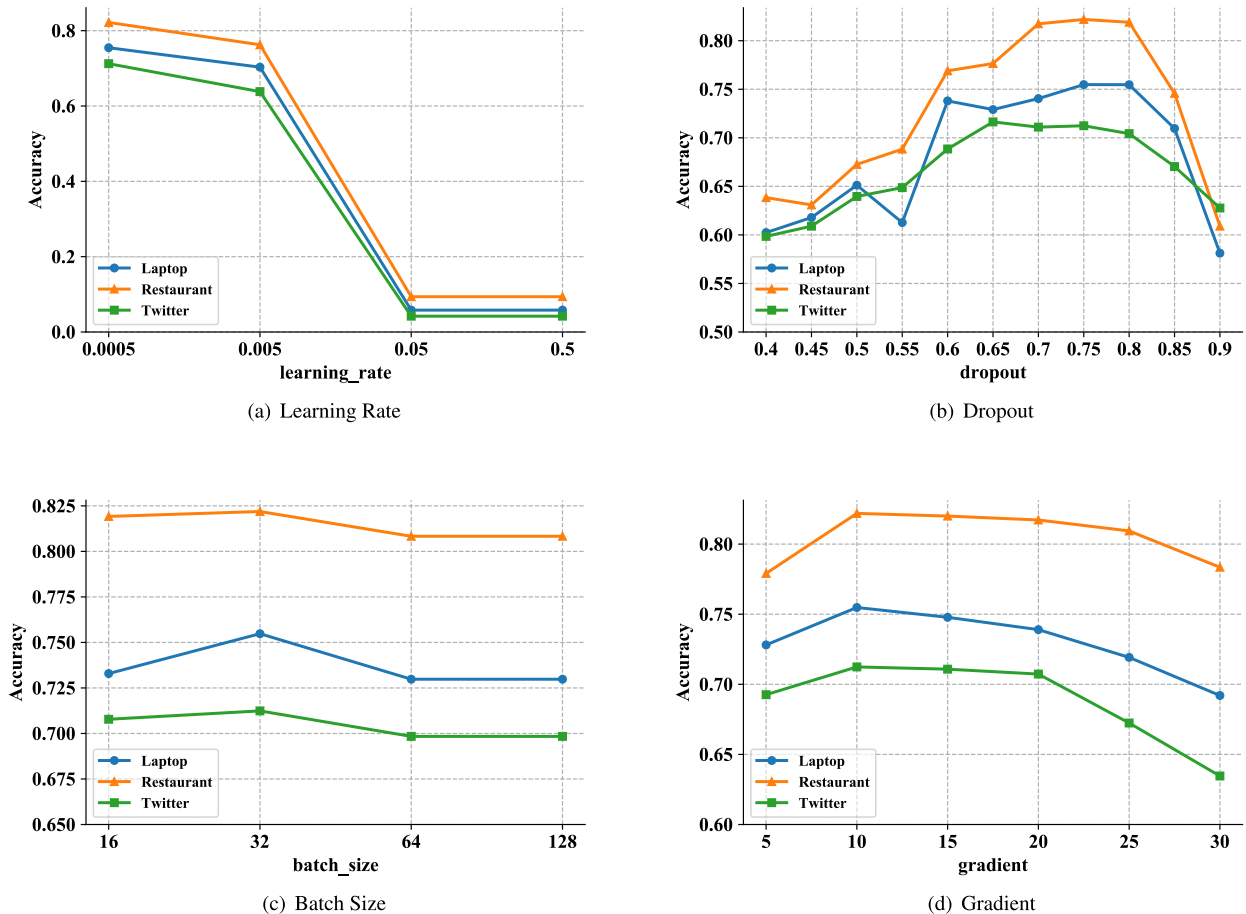 0.8
0.6
0.4
0.2
0.0
Accuracy
Laptop
Restaurant
Twitter
0.0005 0.005 0.05 0.5
learning_rate
(a) Learning Rate
0.80
0.75
0.70
0.65
0.60
0.55
0.50
Accuracy
Laptop
Restaurant
Twitter
0.4 0.45 0.5 0.55 0.6 0.65 0.7 0.75 0.8 0.85 0.9
dropout
(b) Dropout
0.825
0.800
0.775
0.750
0.725
0.700
0.675
0.650
Accuracy
Laptop
Restaurant
Twitter
16 32 64 128
batch_size
(c) Batch Size
0.80
0.75
0.70
0.65
0.60
Accuracy
Laptop
Restaurant
Twitter
5 10 15 20 25 30
gradient
(d) Gradient